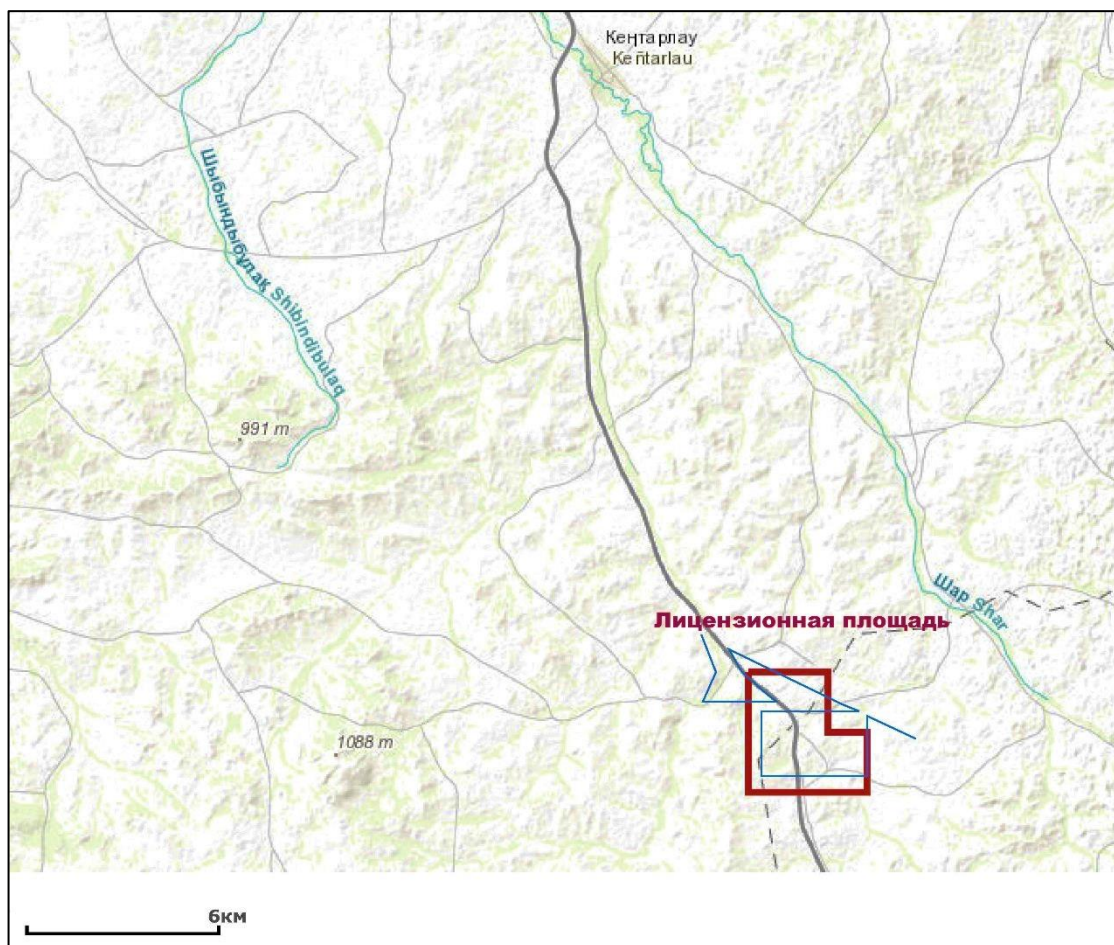 Кеңтарлау
Keñtarlau
Шыбындыбұлақ Shibindibulaq
991 m
Шар Shar
Лицензионная площадь
1088 m
6км